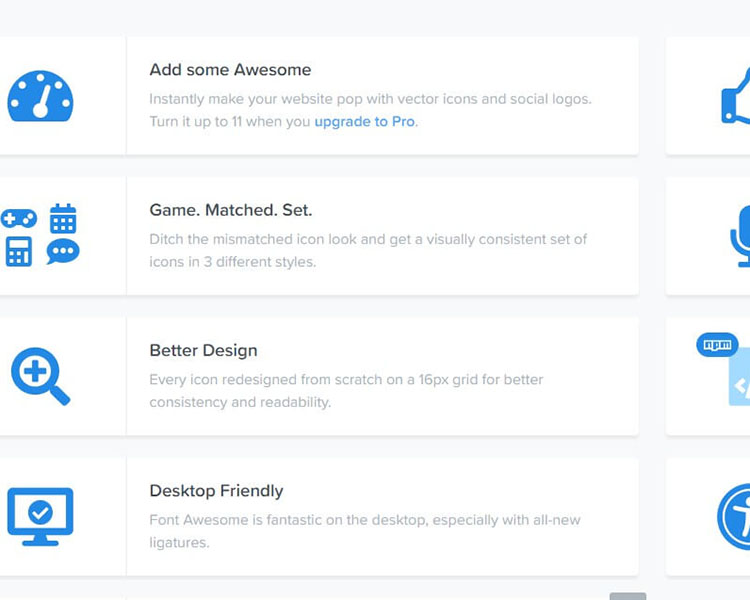 Add some Awesome
Instantly make your website pop with vector icons and social logos.
Turn it up to 11 when you upgrade to Pro.
Game. Matched. Set.
Ditch the mismatched icon look and get a visually consistent set of
icons in 3 different styles.
npm
Better Design
Every icon redesigned from scratch on a 16px grid for better
consistency and readability.
Desktop Friendly
Font Awesome is fantastic on the desktop, especially with all-new
ligatures.